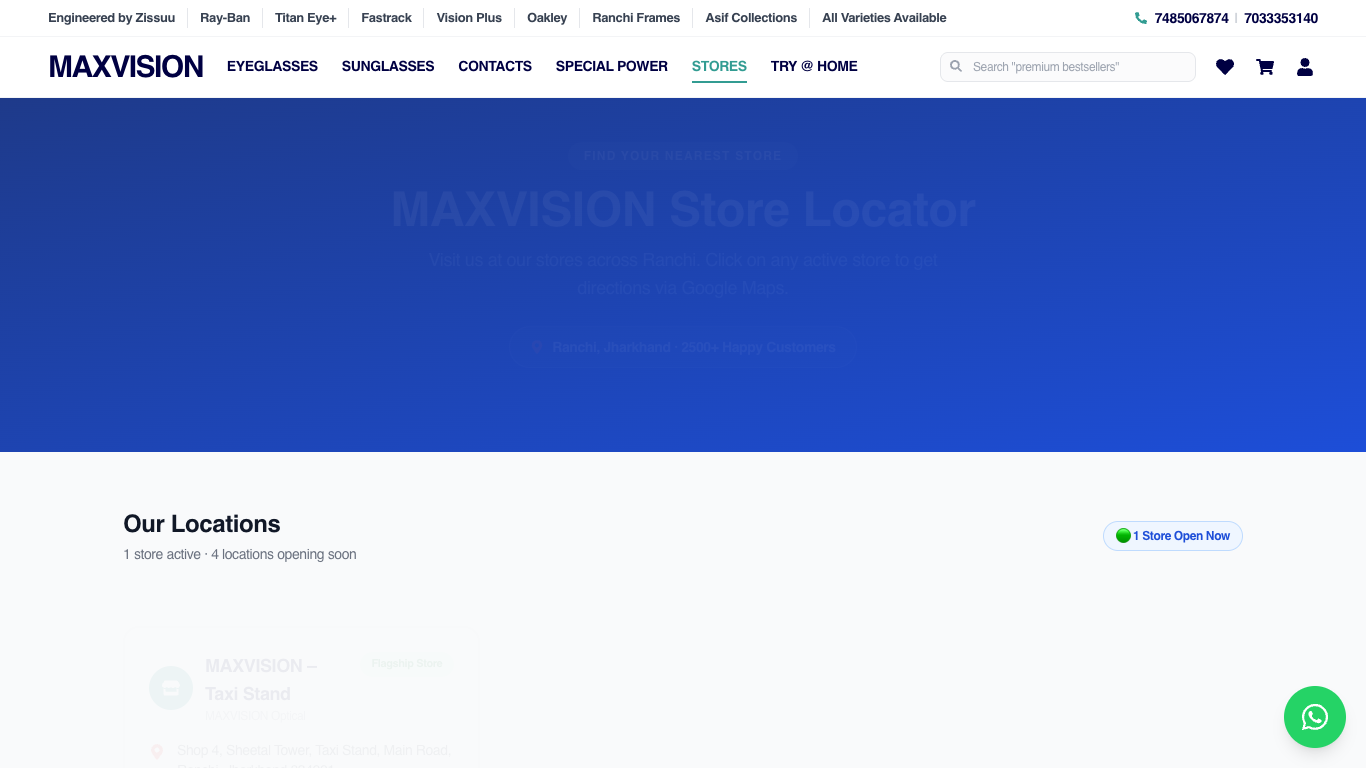 Engineered by Zissuu Ray-Ban Titan Eye+ Fastrack Vision Plus Oakley Ranchi Frames Asif Collections All Varieties Available 7485067874 | 7033353140
MAXVISION EYEGLASSES SUNGLASSES CONTACTS SPECIAL POWER STORES TRY @ HOME Search "premium bestsellers"
FIND YOUR NEAREST STORE
MAXVISION Store Locator
Visit us at our stores across Ranchi. Click on any active store to get
directions via Google Maps.
Ranchi, Jharkhand · 2500+ Happy Customers
Our Locations
1 store active · 4 locations opening soon
1 Store Open Now
MAXVISION –
Taxi Stand
Flagship Store
MAXVISION
Shop 4, Sheetal Tower, Taxi Stand, Main Road,